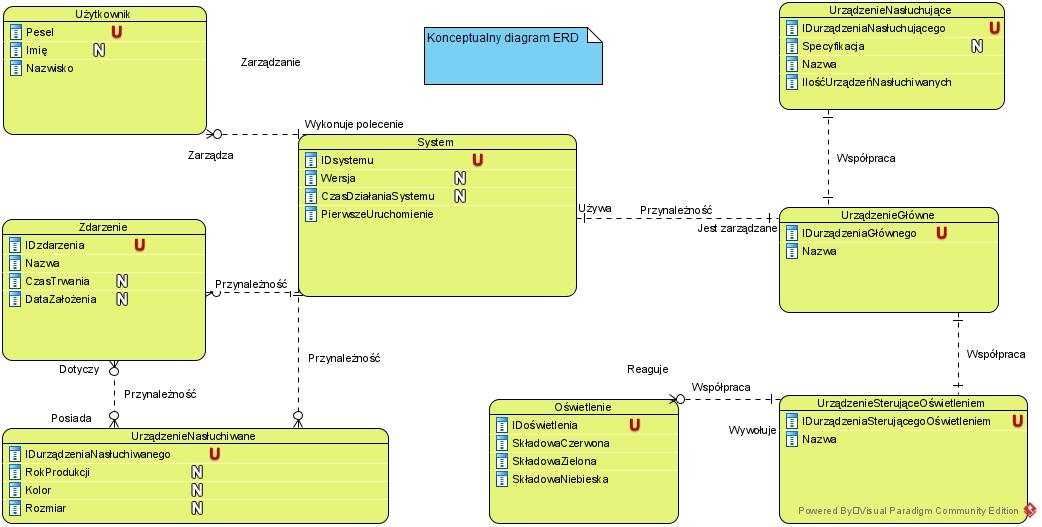 Użytkownik
Pesel U
Imię N
Nazwisko
Konceptualny diagram ERD
UrządzenieNasłuchujące
IDurządzeniaNasłuchującego U
Specyfikacja N
Nazwa
IlośćUrządzeńNasłuchiwanych
Zarządzanie
Wykonuje polecenie
Zarządza
System
IDsystemu U
Wersja N
CzasDziałaniaSystemu N
PierwszeUruchomienie
Współpraca
Używa
Przynależność
Jest zarządzane
UrządzenieGłówne
IDurządzeniaGłównego U
Nazwa
Zdarzenie
IDzdarzenia U
Nazwa
CzasTrwania N
DataZałożenia N
Przynależność
Przynależność
Współpraca
Dotyczy
Przynależność
Posiada
Reaguje
Współpraca
Wywołuje
UrządzenieNasłuchiwane
IDurządzeniaNasłuchiwanego U
RokProdukcji N
Kolor N
Rozmiar N
Oświetlenie
IDoświetlenia U
SkładowaCzerwona
SkładowaZielona
SkładowaNiebieska
UrządzenieSterująceOświetleniem
IDurządzeniaSterującegoOświetleniem U
Nazwa
Powered By Visual Paradigm Community Edition